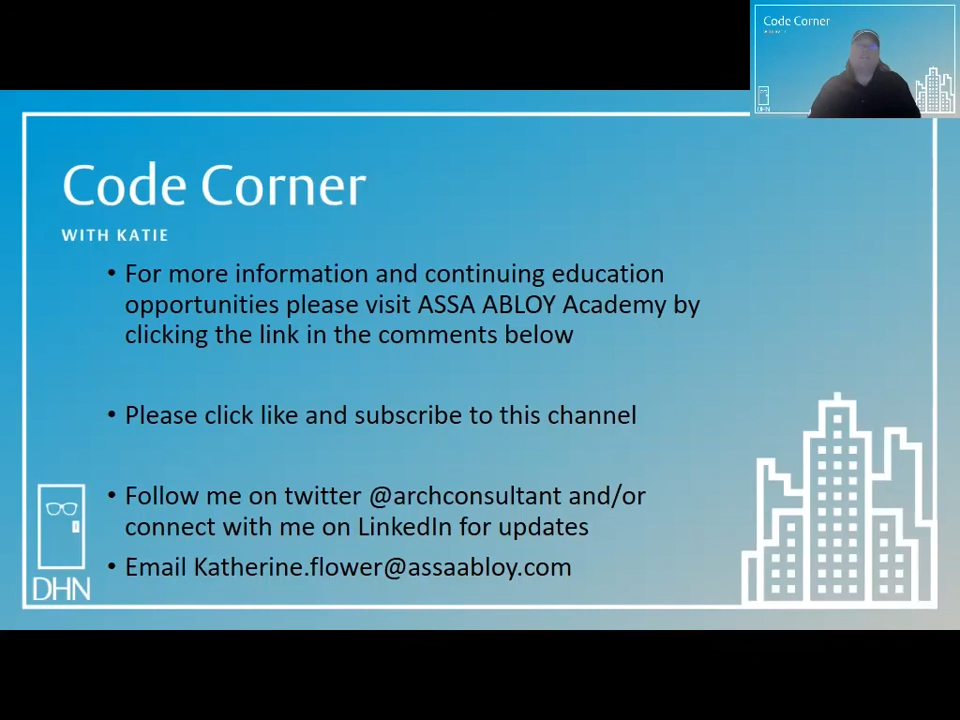 Code Corner
Code Corner
WITH KATIE
• For more information and continuing education
opportunities please visit ASSA ABLOY Academy by
clicking the link in the comments below
• Please click like and subscribe to this channel
• Follow me on twitter @archconsultant and/or
connect with me on LinkedIn for updates
• Email Katherine.flower@assaabloy.com
DHN
DHN